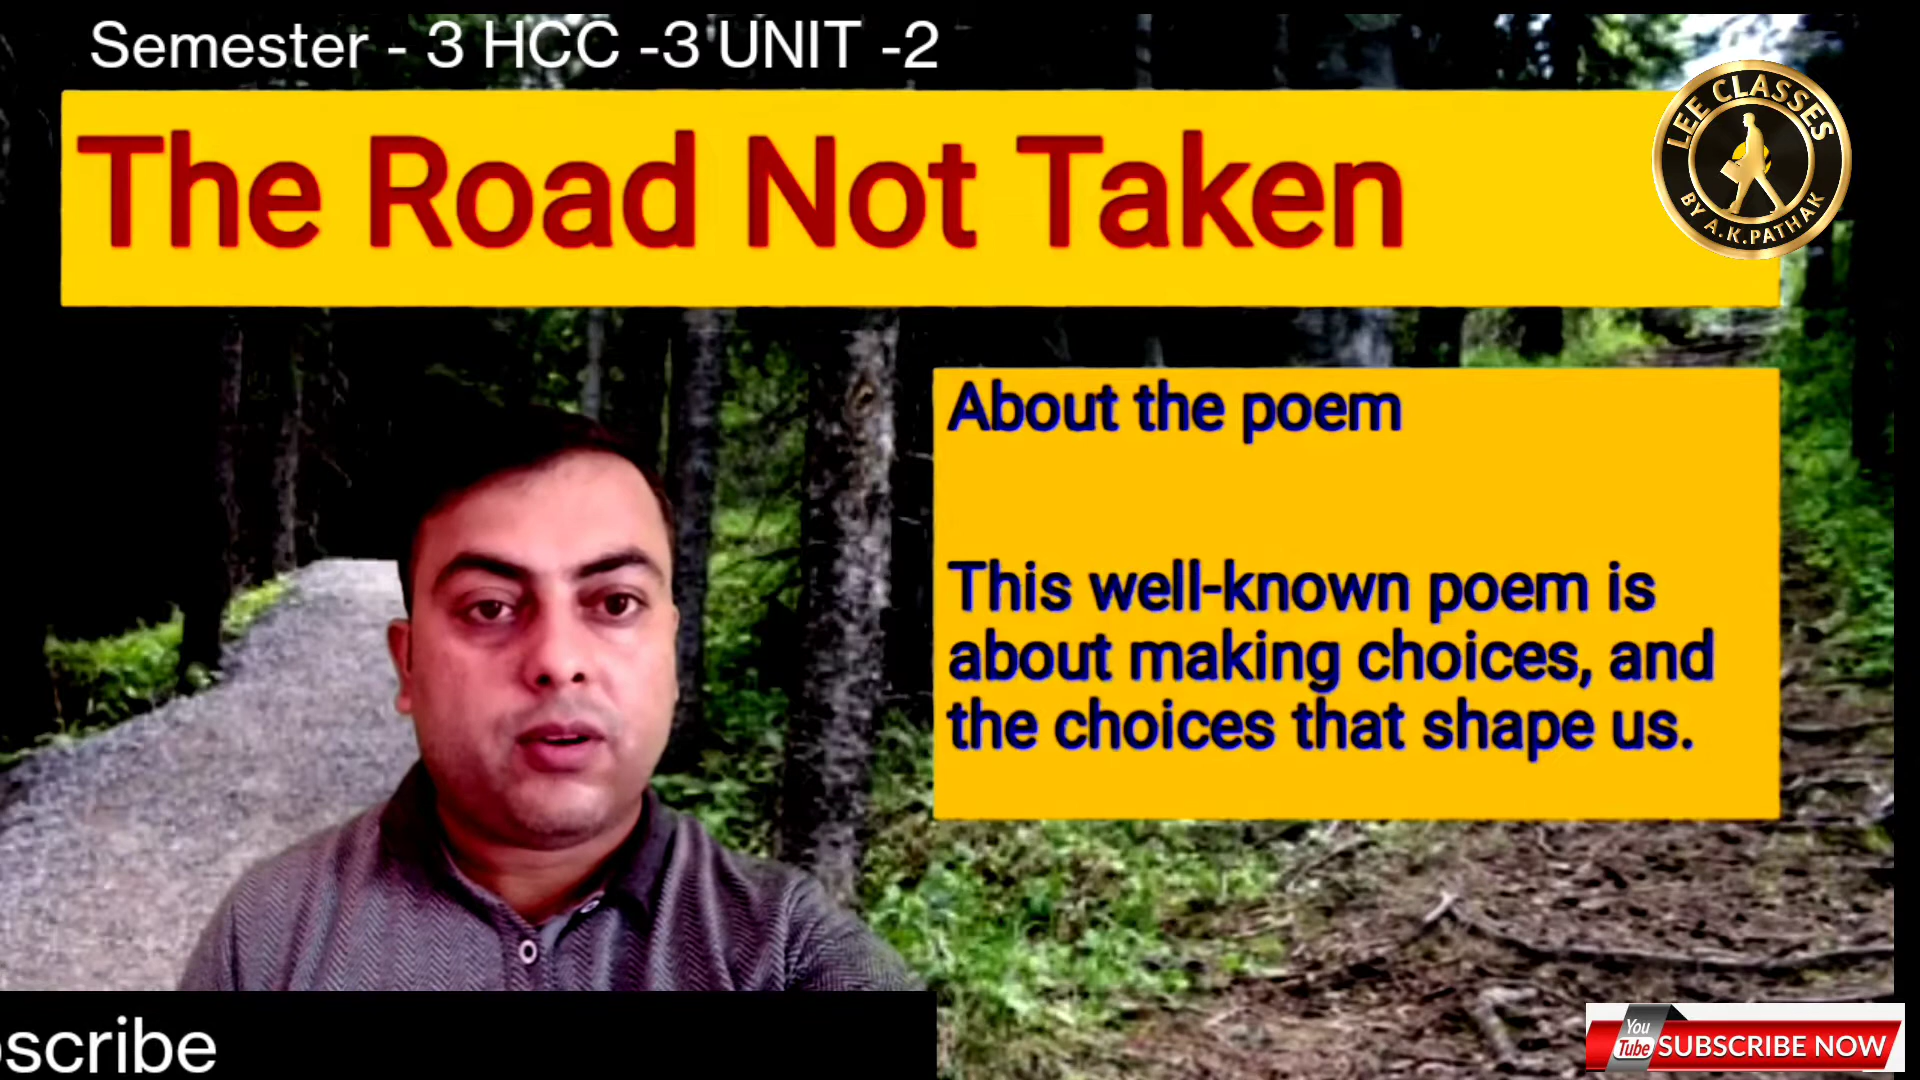 Semester - 3 HCC -3 UNIT -2
The Road Not Taken
LEE CLASSES
BY A.K.PATHAK
About the poem
This well-known poem is
about making choices, and
the choices that shape us.
scribe
You
Tube
SUBSCRIBE NOW